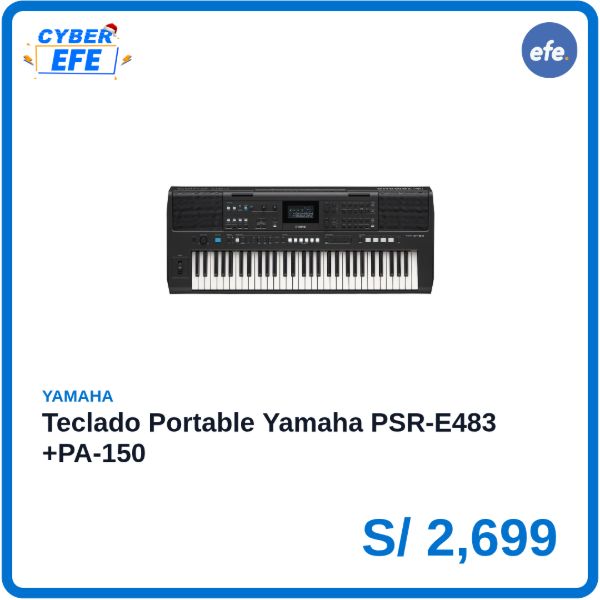 CYBER
EFE
efe.
YAMAHA
Teclado Portable Yamaha PSR-E483
+PA-150
S/ 2,699